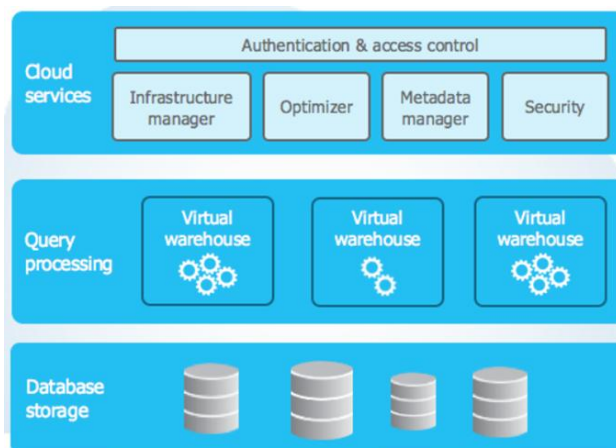 Authentication & access control
Cloud
services
Infrastructure
manager
Optimizer
Metadata
manager
Security
Query
processing
Virtual
warehouse
Virtual
warehouse
Virtual
warehouse
Database
storage